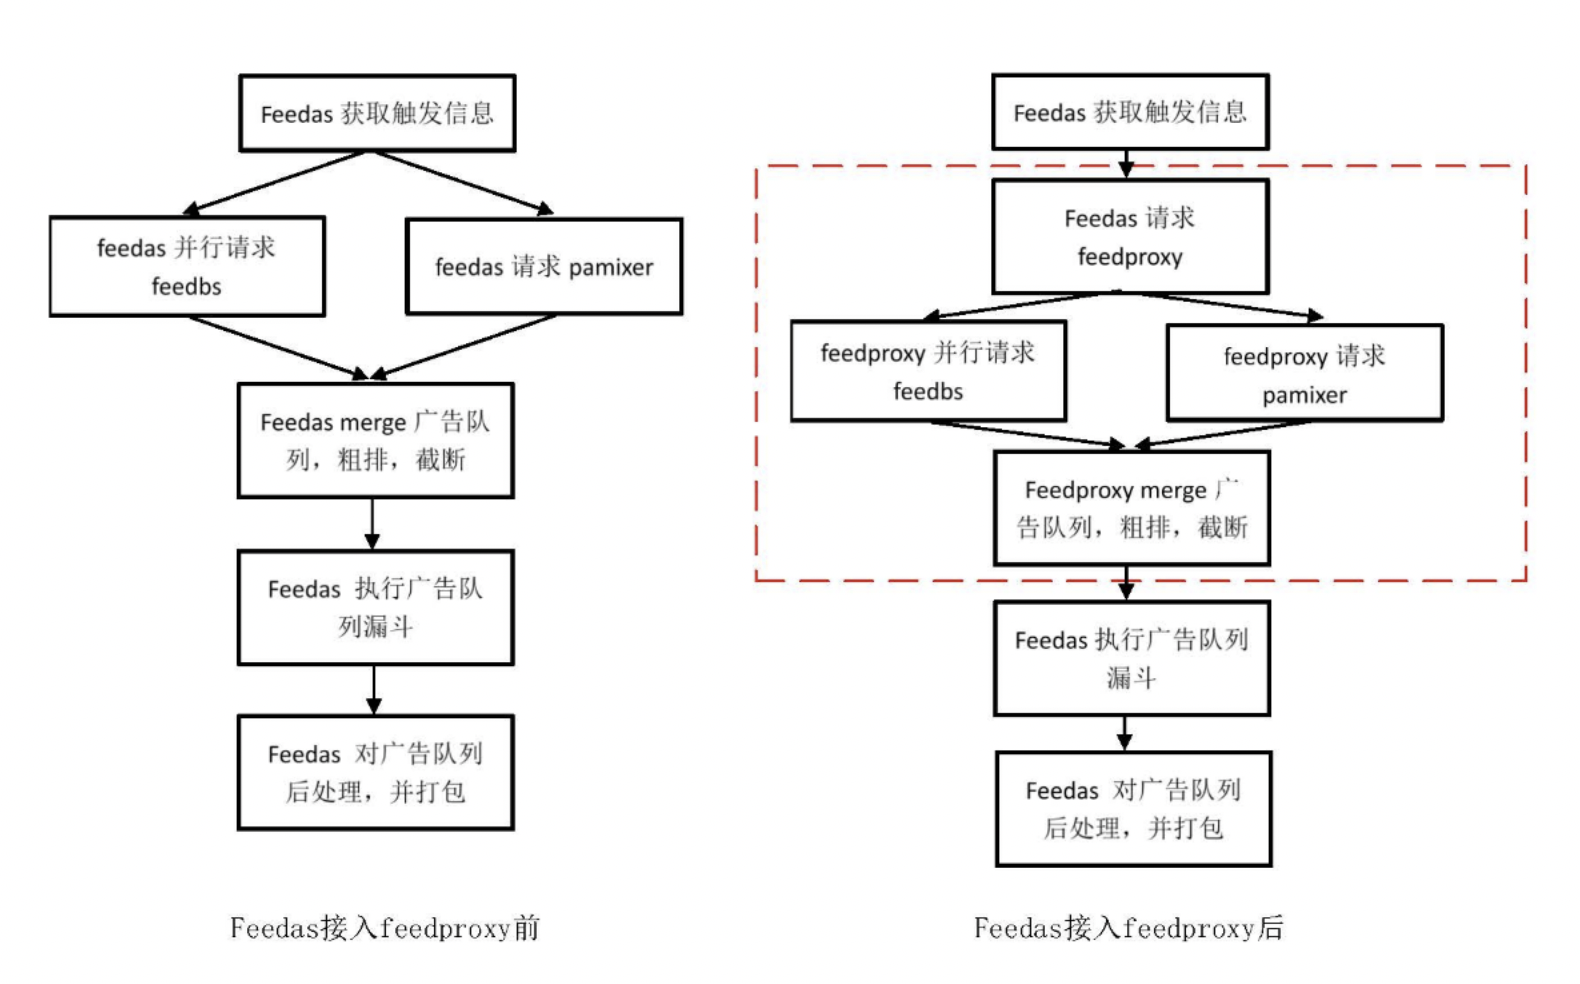 Feedas 获取触发信息
feedas 并行请求
feedbs
feedas 请求 pamixer
Feedas merge 广告队
列，粗排，截断
Feedas 执行广告队
列漏斗
Feedas 对广告队列
后处理，并打包
Feedas接入feedproxy前
Feedas 获取触发信息
Feedas 请求
feedproxy
feedproxy 并行请求
feedbs
feedproxy 请求
pamixer
Feedproxy merge 广
告队列，粗排，截断
Feedas 执行广告队列
漏斗
Feedas 对广告队列
后处理，并打包
Feedas接入feedproxy后